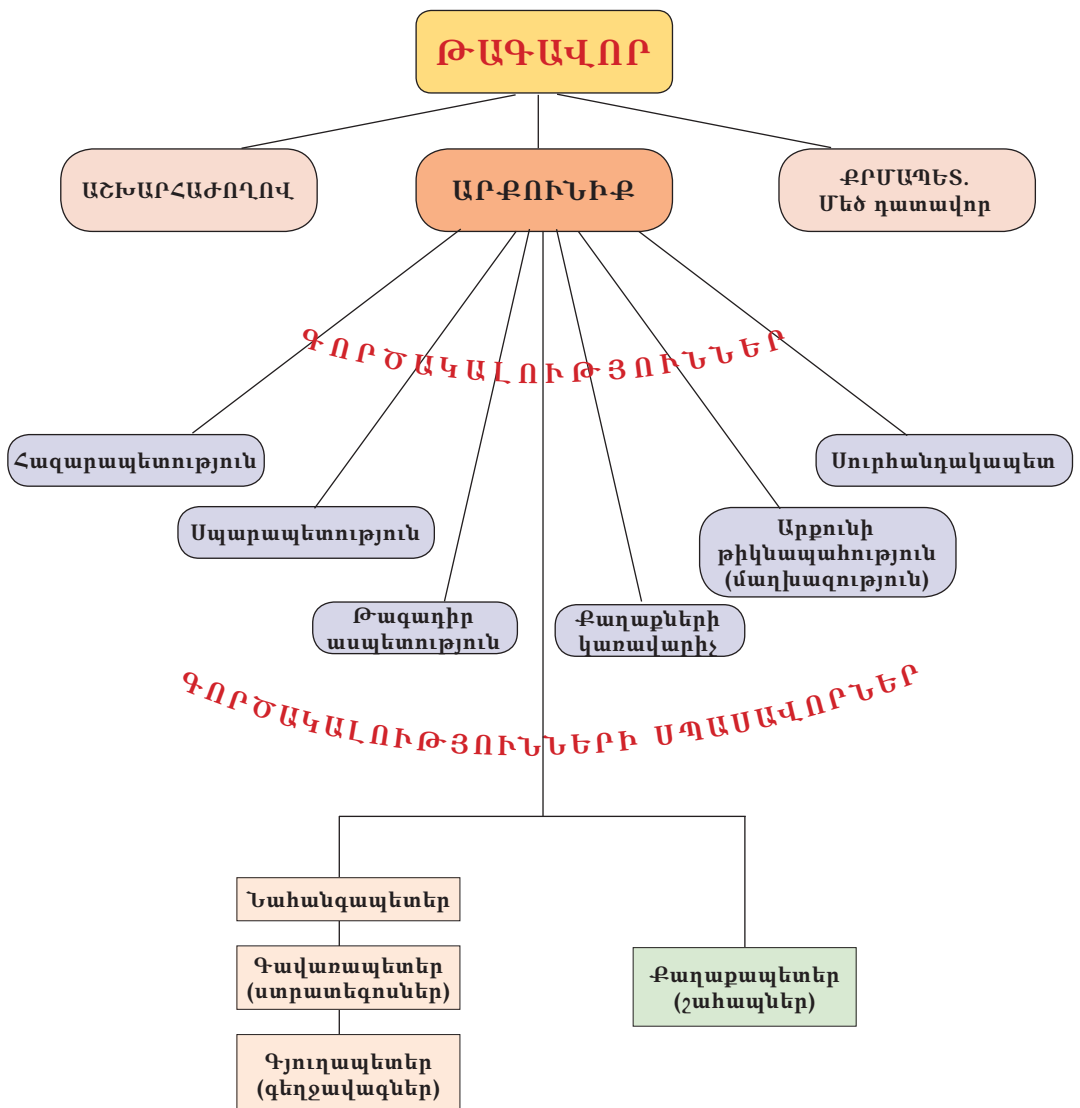 ԹԱԳԱՎՈՐ
ԱՇԽԱՐՀԱԺՈՂՈՎ
ԱՐՔՈՒՆԻՔ
ՔՐՄԱՊԵՏ.
Մեծ դատավոր
ԳՈՐԾԱԿԱԼՈՒԹՅՈՒՆՆԵՐ
Հազարապետություն
Սուրհանդակապետ
Սպարապետություն
Արքունի
թիկնապահություն
(մաղխազություն)
Թագադիր
ասպետություն
Քաղաքների
կառավարիչ
ԳՈՐԾԱԿԱԼՈՒԹՅՈՒՆՆԵՐԻ ՍՊԱՍԱՎՈՐՆԵՐ
Նահանգապետեր
Գավառապետեր
(ստրատեգոսներ)
Քաղաքապետեր
(շահապներ)
Գյուղապետեր
(գեղջավագներ)